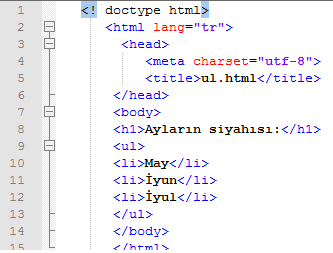 1 <! doctype html>
2 <html lang="tr">
3 <head>
4 <meta charset="utf-8">
5 <title>ul.html</title>
6 </head>
7 <body>
8 <h1>Ayların siyahısı:</h1>
9 <ul>
10 <li>May</li>
11 <li>İyun</li>
12 <li>İyul</li>
13 </ul>
14 </body>
15 </html>